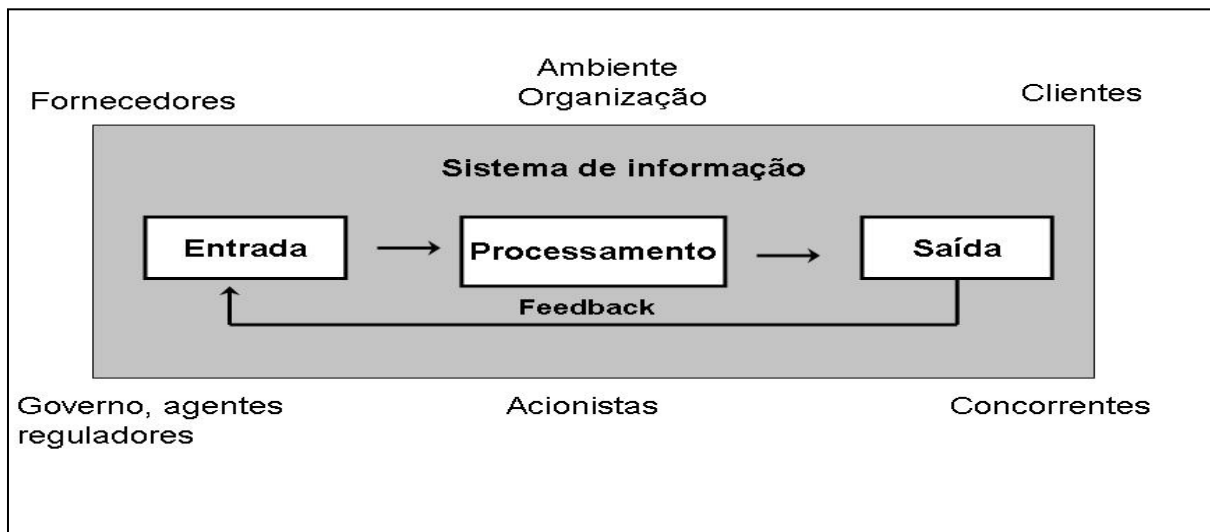 Ambiente
Fornecedores
Organização
Clientes
Sistema de informação
Entrada
Processamento
Saída
Feedback
Governo, agentes
reguladores
Acionistas
Concorrentes